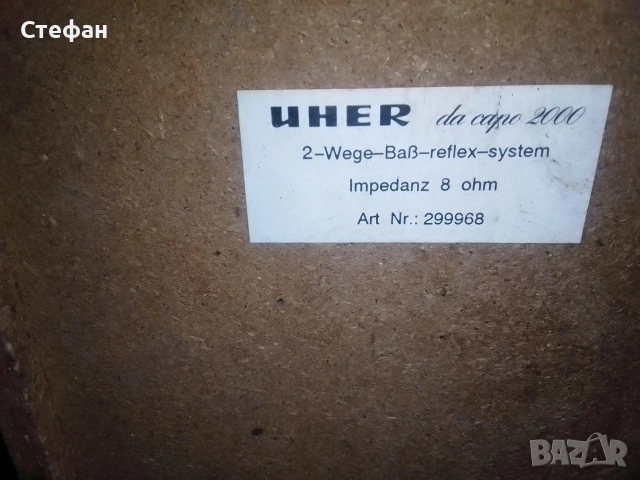 Стефан
UHER da capo 2000
2-Wege-Baß-reflex-system
Impedanz 8 ohm
Art Nr.: 299968
BAZAR